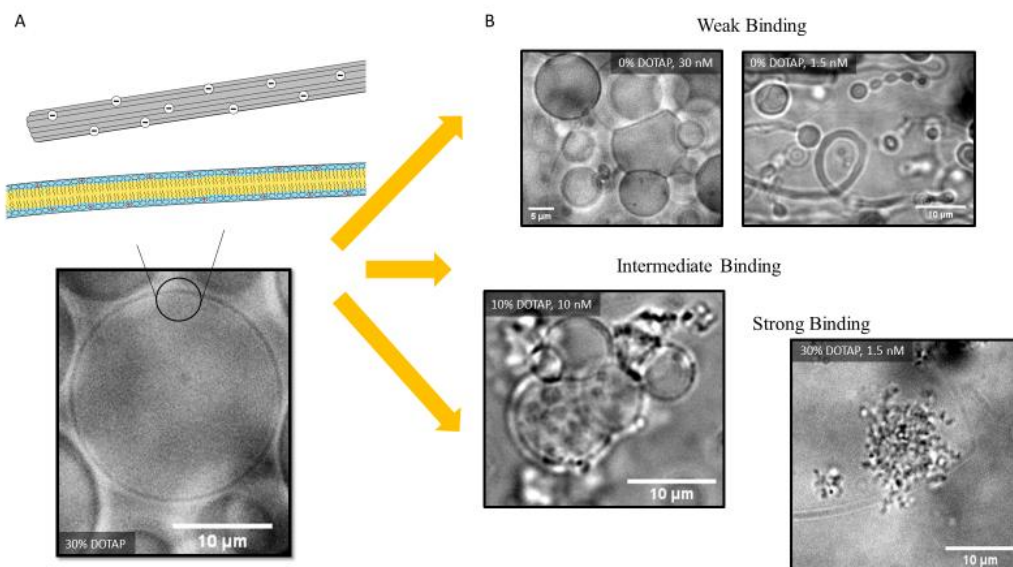 A
30% DOTAP
10 μm
B
Weak Binding
0% DOTAP, 30 nM
5 μm
0% DOTAP, 1.5 nM
10 μm
Intermediate Binding
10% DOTAP, 10 nM
10 μm
Strong Binding
30% DOTAP, 1.5 nM
10 μm